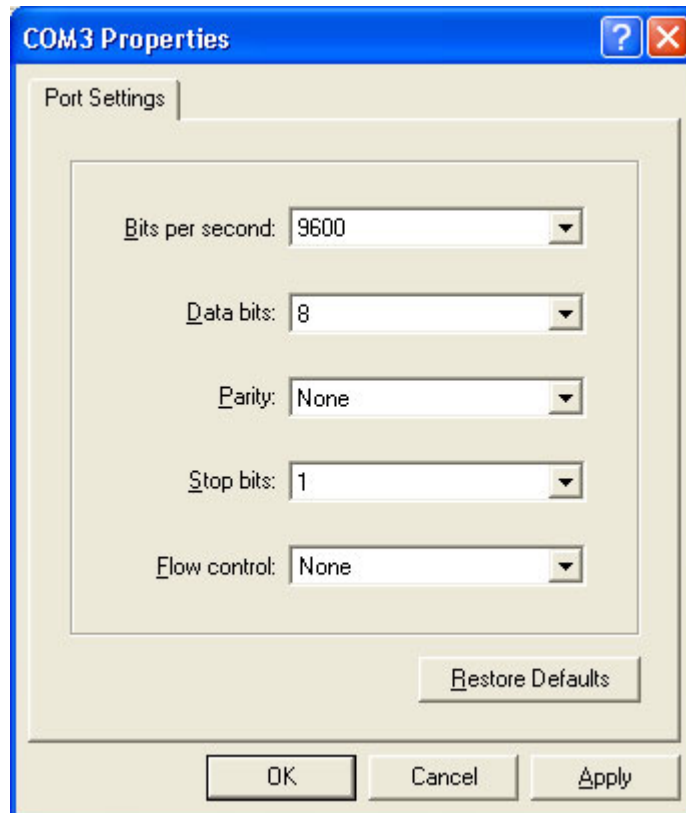 COM3 Properties
Port Settings
Bits per second: 9600
Data bits: 8
Parity: None
Stop bits: 1
Flow control: None
Restore Defaults
OK Cancel Apply